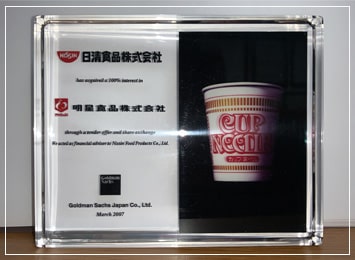 NISSIN 日清食品株式会社
has acquired a 100% interest in
明星食品株式会社
through a tender offer and share exchange
We acted as financial adviser to Nissin Food Products Co., Ltd.
Goldman
Sachs
Goldman Sachs Japan Co., Ltd.
March 2007
CUP
NOODLE
カップヌードル